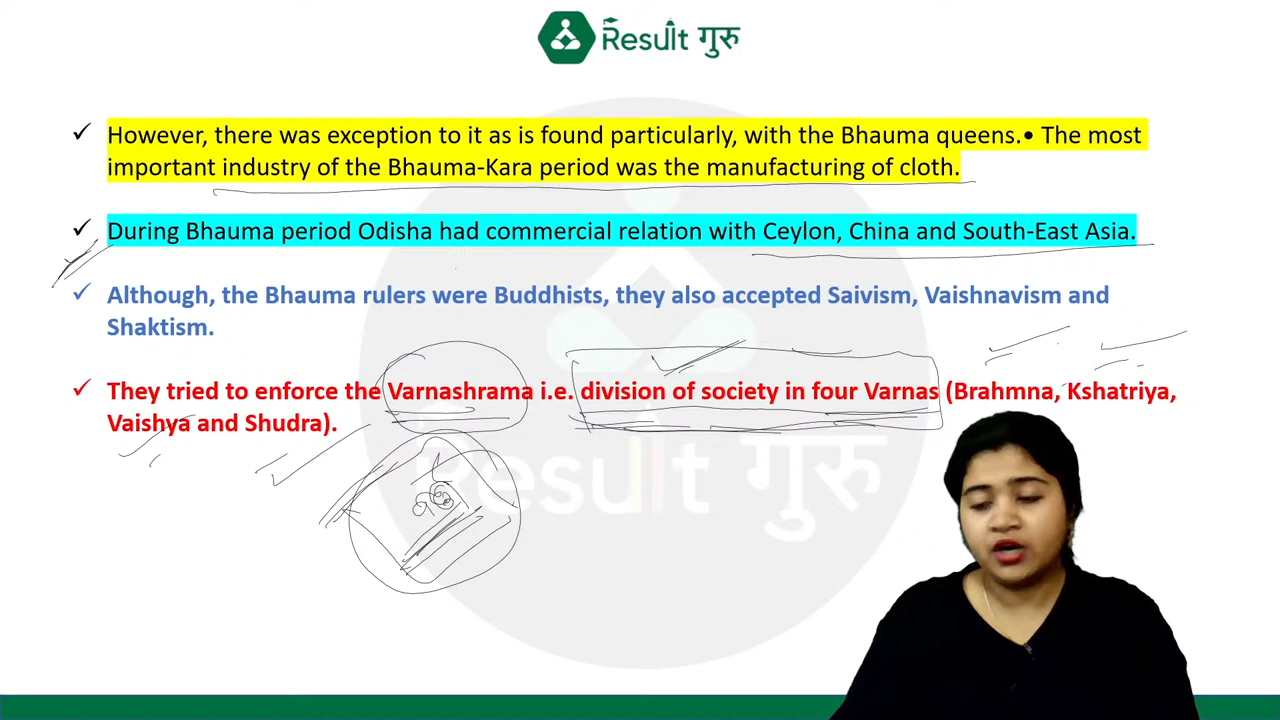 Result गुरु
✓ However, there was exception to it as is found particularly, with the Bhauma queens.• The most
important industry of the Bhauma-Kara period was the manufacturing of cloth.
✓ During Bhauma period Odisha had commercial relation with Ceylon, China and South-East Asia.
✓ Although, the Bhauma rulers were Buddhists, they also accepted Saivism, Vaishnavism and
Shaktism.
✓ They tried to enforce the Varnashrama i.e. division of society in four Varnas (Brahmna, Kshatriya,
Vaishya and Shudra).
Result गुरु